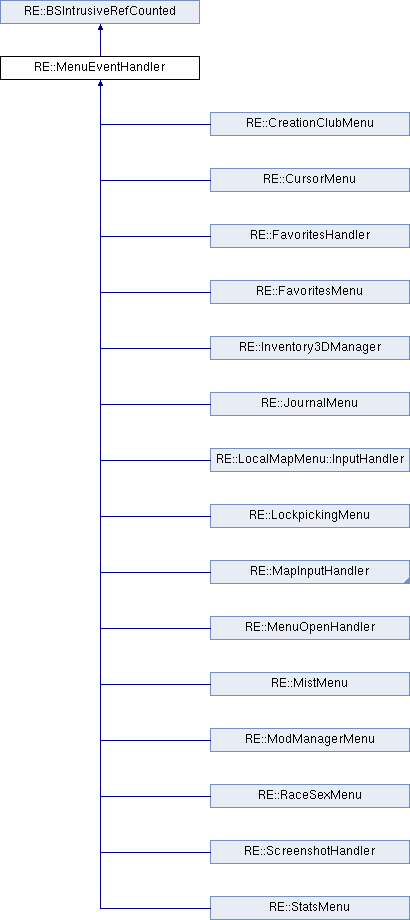 RE::BSIntrusiveRefCounted
RE::MenuEventHandler
RE::CreationClubMenu
RE::CursorMenu
RE::FavoritesHandler
RE::FavoritesMenu
RE::Inventory3DManager
RE::JournalMenu
RE::LocalMapMenu::InputHandler
RE::LockpickingMenu
RE::MapInputHandler
RE::MenuOpenHandler
RE::MistMenu
RE::ModManagerMenu
RE::RaceSexMenu
RE::ScreenshotHandler
RE::StatsMenu